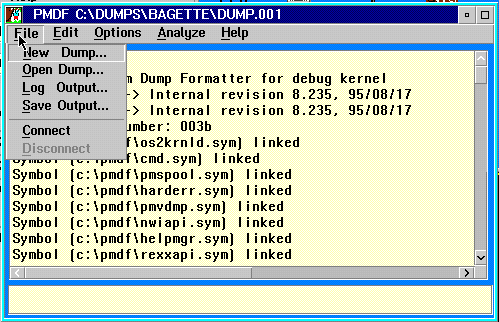 PMDF C:\DUMPS\BAGETTE\DUMP.001
File Edit Options Analyze Help
New Dump...
Open Dump...
Log Output...
Save Output...
Connect
Disconnect
Dump Formatter for debug kernel
--> Internal revision 8.235, 95/08/17
--> Internal revision 8.235, 95/08/17
umber: 003b
Symbol (c:\pmdf\os2krnld.sym) linked
Symbol (c:\pmdf\cmd.sym) linked
Symbol (c:\pmdf\pmspool.sym) linked
Symbol (c:\pmdf\harderr.sym) linked
Symbol (c:\pmdf\pmvdmp.sym) linked
Symbol (c:\pmdf\nwiapi.sym) linked
Symbol (c:\pmdf\helpmgr.sym) linked
Symbol (c:\pmdf\rexxapi.sym) linked